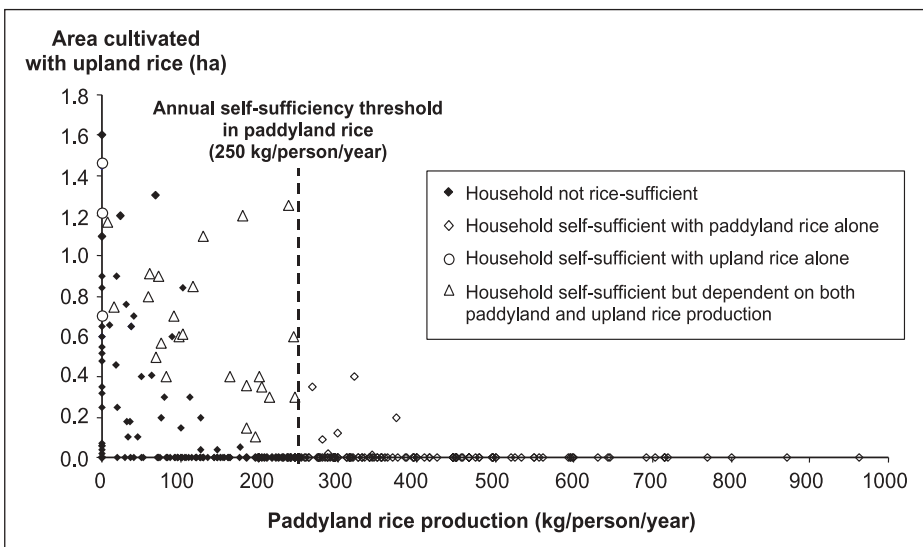 Area cultivated
with upland rice (ha)
1.8
1.6
1.4
1.2
1.0
0.8
0.6
0.4
0.2
0.0
Annual self-sufficiency threshold
in paddyland rice
(250 kg/person/year)
Household not rice-sufficient
Household self-sufficient with paddyland rice alone
Household self-sufficient with upland rice alone
Household self-sufficient but dependent on both
paddyland and upland rice production
0 100 200 300 400 500 600 700 800 900 1000
Paddyland rice production (kg/person/year)